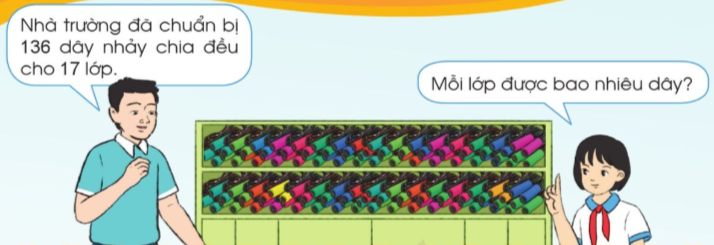 Nhà trường đã chuẩn bị
136 dây nhảy chia đều
cho 17 lớp.
Mỗi lớp được bao nhiêu dây?